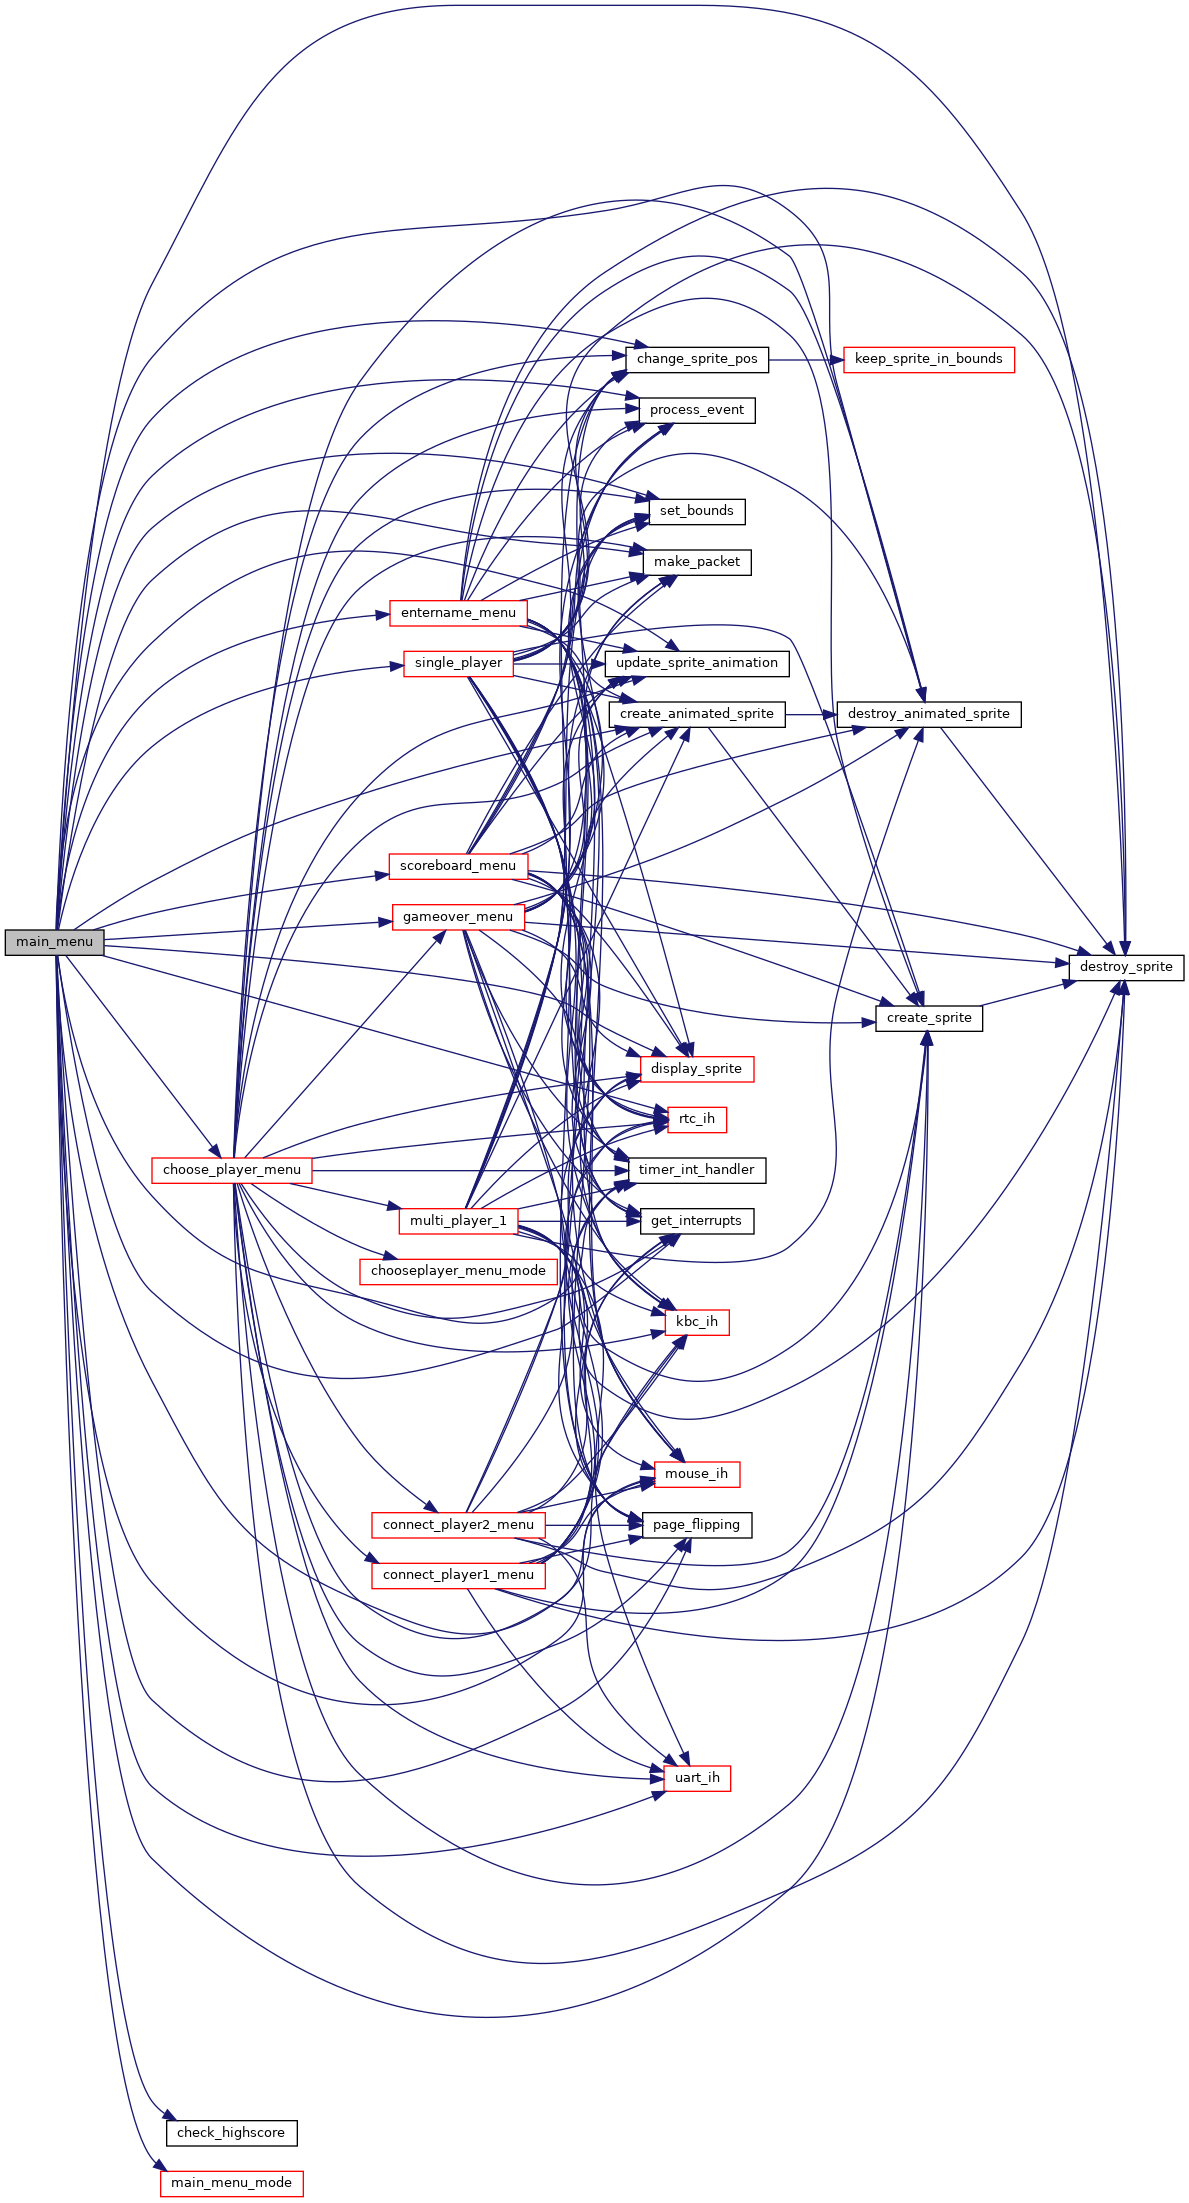 change_sprite_pos
keep_sprite_in_bounds
process_event
set_bounds
make_packet
entername_menu
single_player
update_sprite_animation
create_animated_sprite
destroy_animated_sprite
scoreboard_menu
gameover_menu
main_menu
destroy_sprite
create_sprite
display_sprite
rtc_ih
choose_player_menu
timer_int_handler
multi_player_1
get_interrupts
chooseplayer_menu_mode
kbc_ih
mouse_ih
connect_player2_menu
page_flipping
connect_player1_menu
uart_ih
check_highscore
main_menu_mode